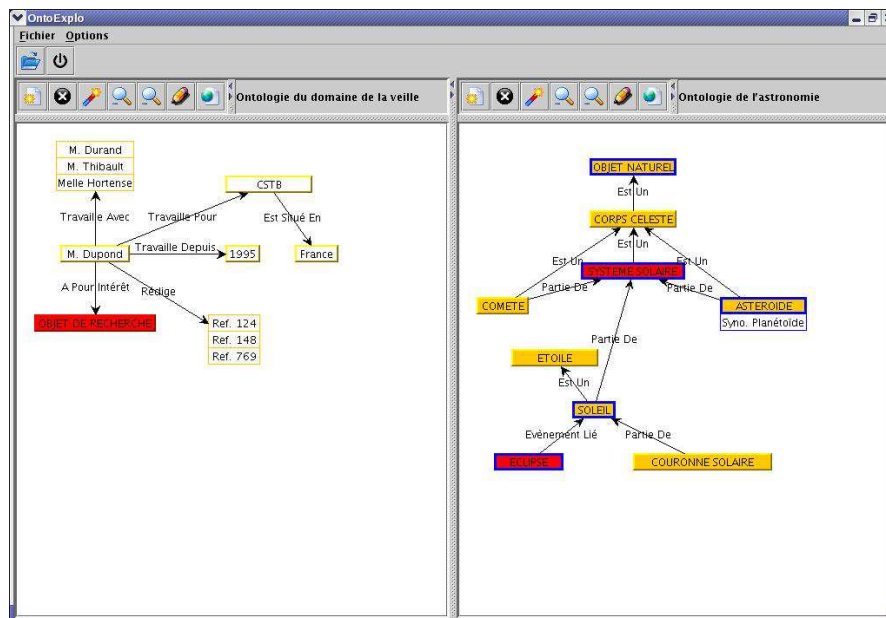 OntoExplo
Fichier Options
Ontologie du domaine de la veille
Ontologie de l'astronomie
M. Durand
M. Thibault
Melle Hortense
CSTB
Travaille Avec
Travaille Pour
Est Situé En
M. Dupond
Travaille Depuis
1995
France
A Pour Intérêt
Rédige
OBJET DE RECHERCHE
Ref. 124
Ref. 148
Ref. 769
OBJET NATUREL
Est Un
CORPS CELESTE
Est Un
Est Un
Est Un
SYSTEME SOLAIRE
Partie De
Partie De
COMETE
ASTEROIDE
Syno. Planétoïde
Partie De
ETOILE
Est Un
SOLEIL
Evènement Lié
Partie De
ECLIPSE
COURONNE SOLAIRE